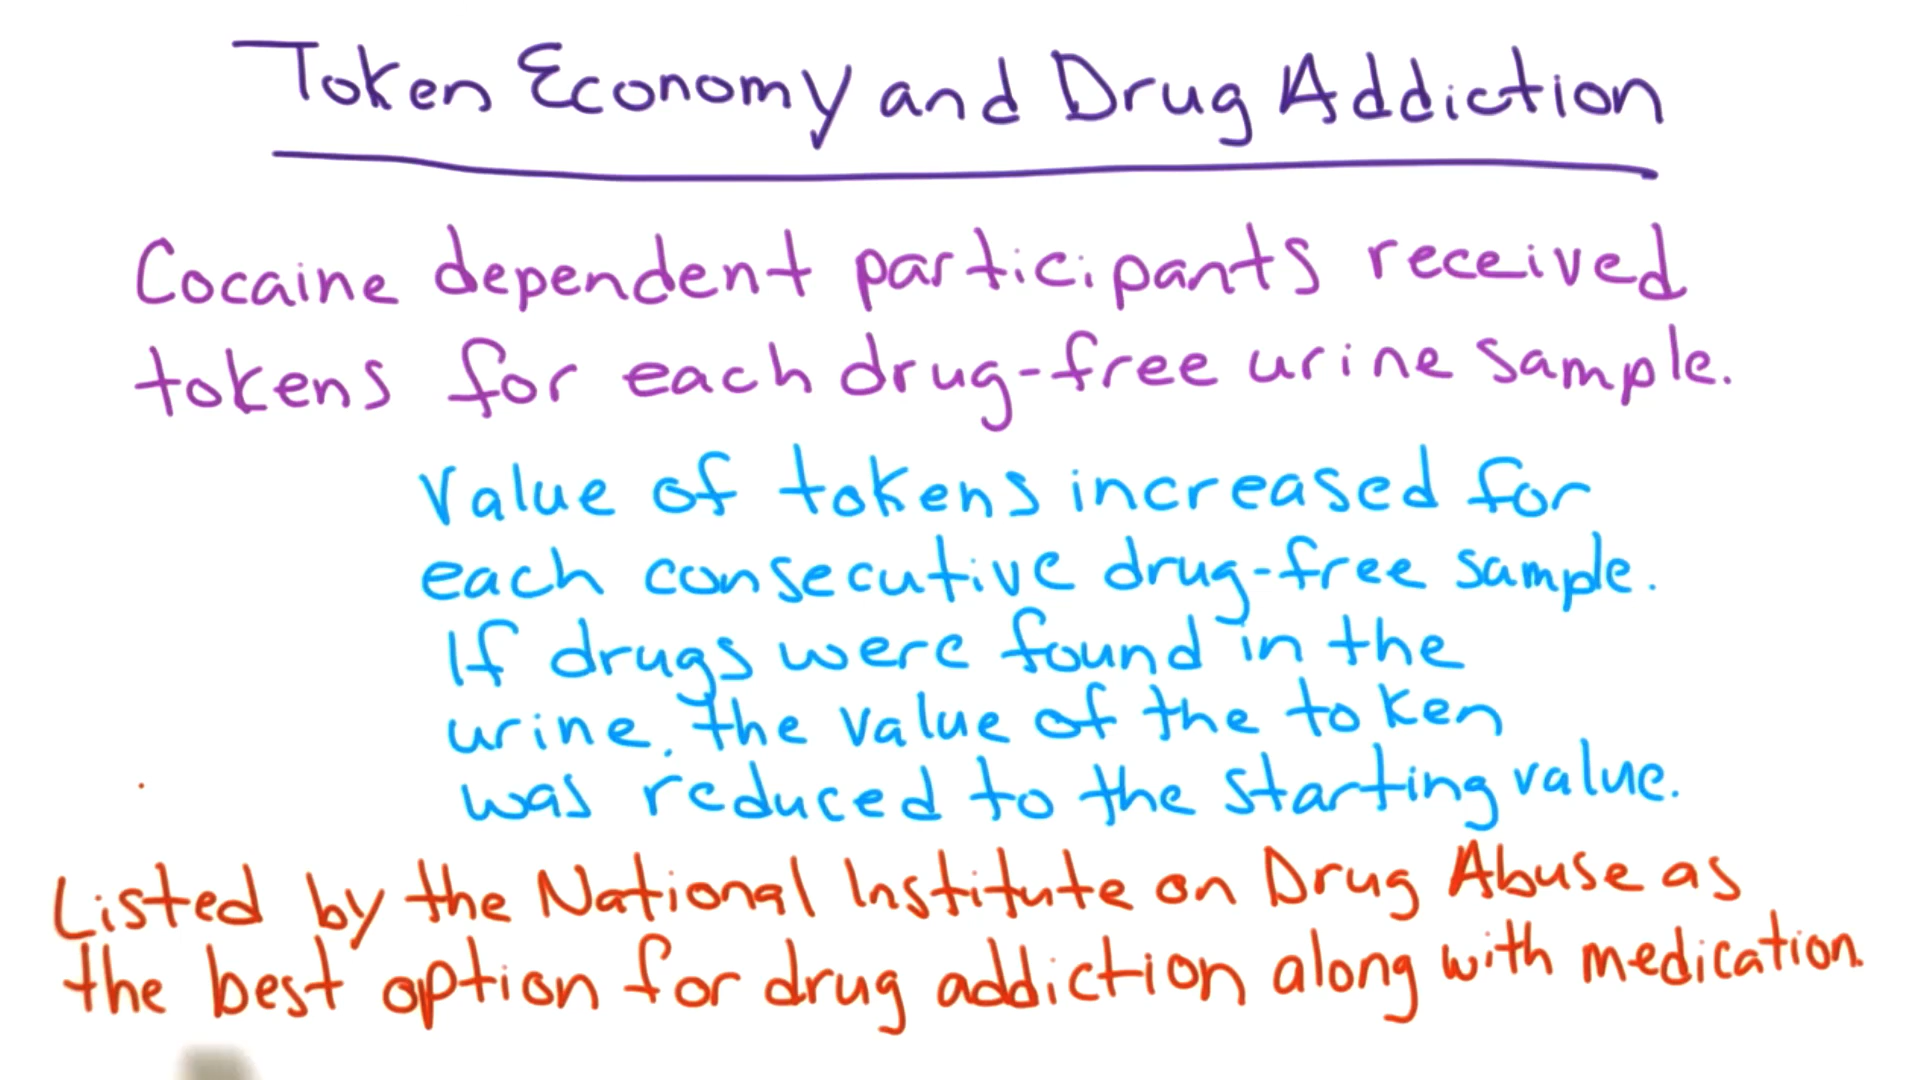 Token Economy and Drug Addiction
Cocaine dependent participants received
tokens for each drug-free urine sample.
Value of tokens increased for
each consecutive drug-free sample.
If drugs were found in the
urine, the value of the token
was reduced to the starting value.
Listed by the National Institute on Drug Abuse as
the best option for drug addiction along with medication.